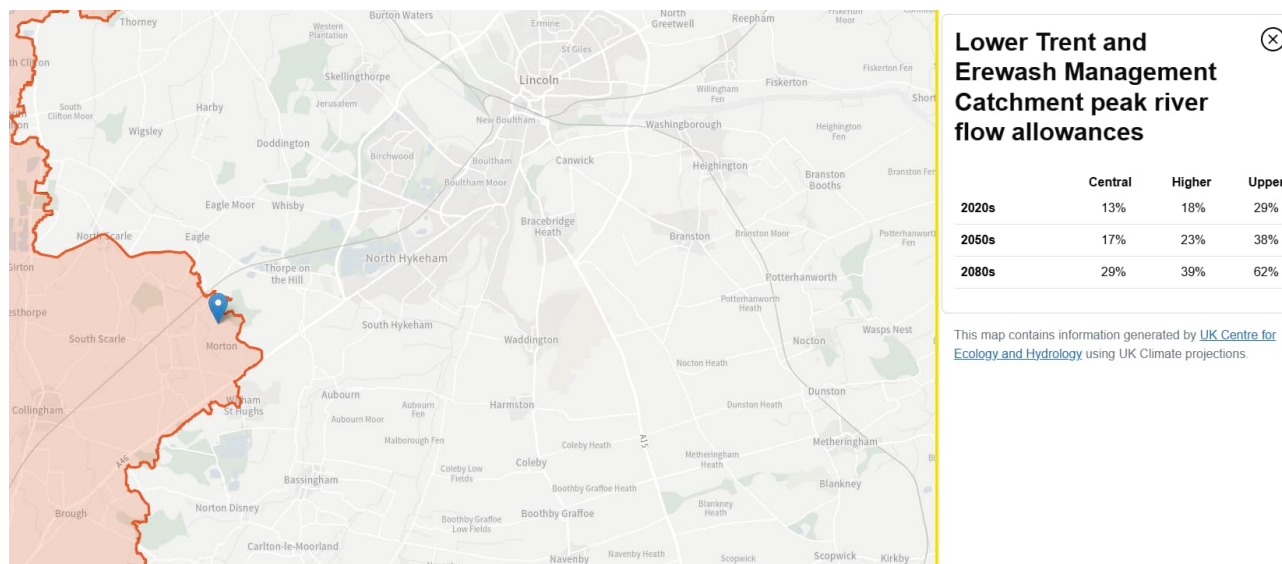 Burton Waters
North
Greetwell
Reepham
Fiskerton
Moor
Thorney
Western
Plantation
Ermine
St Giles
th Clifton
Skellingthorpe
Lincoln
Willingham
Fen
Fiskerton
Fiskerton Fen
South
Clifton Moor
Harby
Jerusalem
Short
Wigsley
New Boultham
Washingborough
Heighington
Fen
Doddington
Birchwood
Boultham
Canwick
Heighington
Boultham Moor
Branston
Booths
Branston Fen
Eagle Moor
Whisby
Bracebridge
Heath
Branston
Branston Moor
Potterhanworth
Fen
North Scarle
Eagle
North Hykeham
Thorpe on
the Hill
Girton
Potterhanworth
Potterhanworth
Heath
esthorpe
South Scarle
Morton
South Hykeham
Waddington
Nocton
Wasps Nest
Nocton Heath
Collingham
Witham
St Hughs
Aubourn
Aubourn Moor
Aubourn
Fen
Harmston
Dunston Heath
Dunston
Malborough Fen
A15
Coleby Heath
Metheringham
A46
Coleby Low
Fields
Coleby
Metheringham
Heath
Bassingham
Boothby Graffoe Heath
Blankney
Brough
Norton Disney
Boothby Graffoe
Low Fields
Boothby Graffoe
Blankney
Heath
Carlton-le-Moorland
Navenby
Navenby Heath
Scopwick
Scopwick
Kirkby
Lower Trent and
Erewash Management
Catchment peak river
flow allowances
Central Higher Upper
2020s 13% 18% 29%
2050s 17% 23% 38%
2080s 29% 39% 62%
This map contains information generated by UK Centre for
Ecology and Hydrology using UK Climate projections.